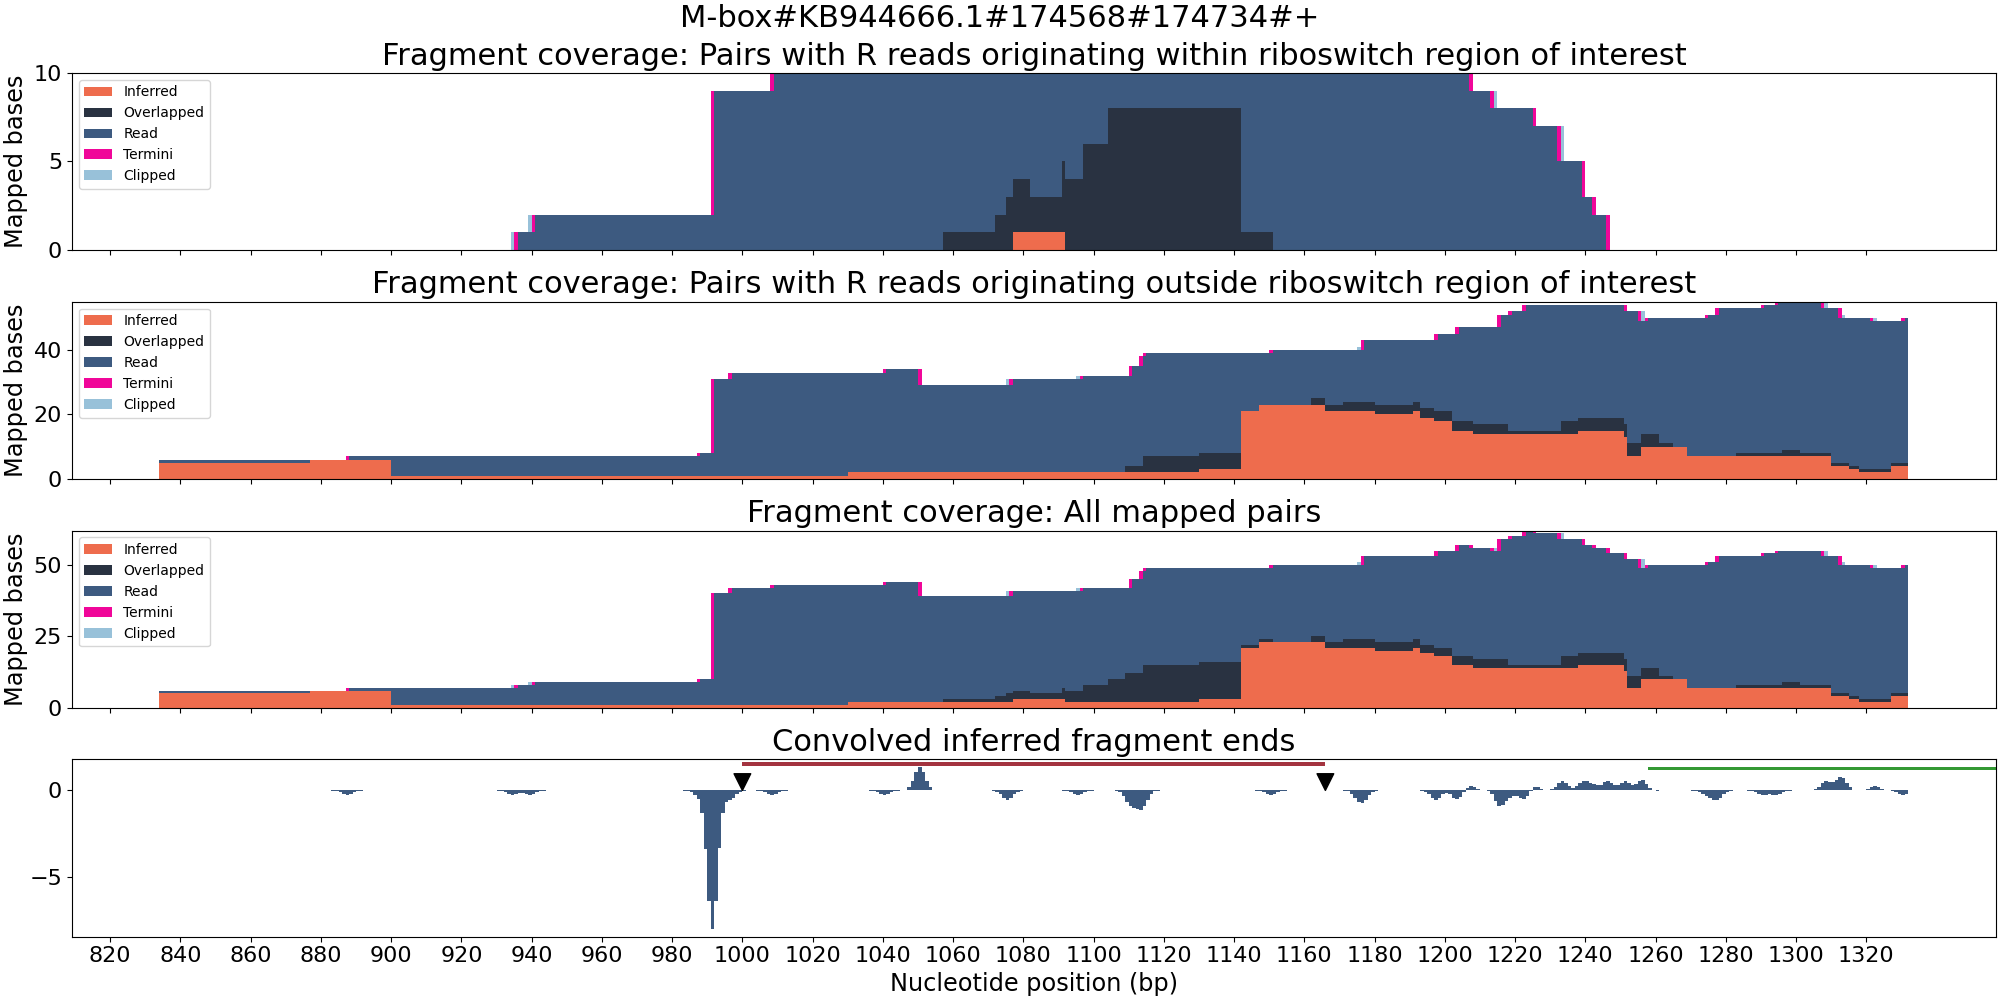 M-box#KB944666.1#174568#174734#+
Fragment coverage: Pairs with R reads originating within riboswitch region of interest
Mapped bases
10
5
0
Inferred
Overlapped
Read
Termini
Clipped
Fragment coverage: Pairs with R reads originating outside riboswitch region of interest
Mapped bases
40
20
0
Inferred
Overlapped
Read
Termini
Clipped
Fragment coverage: All mapped pairs
Mapped bases
50
25
0
Inferred
Overlapped
Read
Termini
Clipped
Convolved inferred fragment ends
0
−5
820 840 860 880 900 920 940 960 980 1000 1020 1040 1060 1080 1100 1120 1140 1160 1180 1200 1220 1240 1260 1280 1300 1320
Nucleotide position (bp)